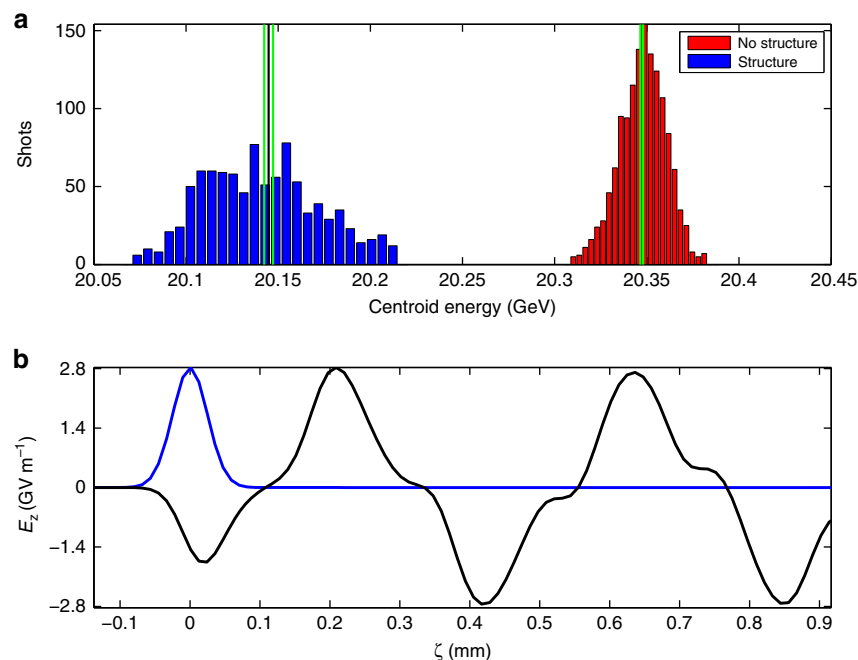 a
150
100
50
0
Shots
No structure
Structure
20.05 20.1 20.15 20.2 20.25 20.3 20.35 20.4 20.45
Centroid energy (GeV)
b
2.8
1.4
0
−1.4
−2.8
E_z (GV m⁻¹)
−0.1 0 0.1 0.2 0.3 0.4 0.5 0.6 0.7 0.8 0.9
ζ (mm)